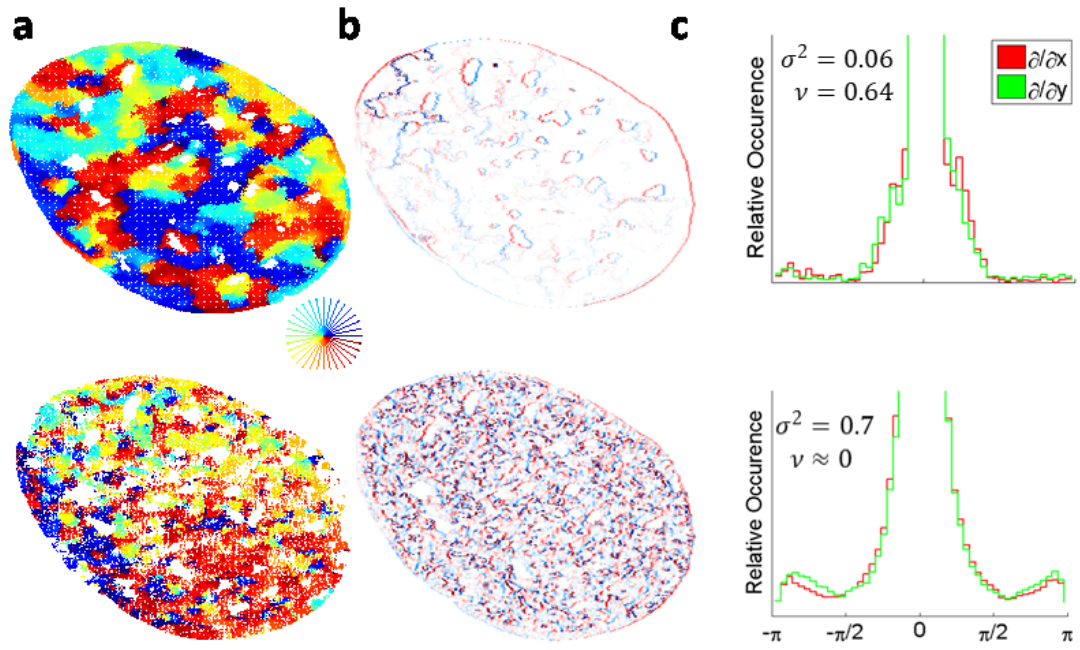 a
b
c
Relative Occurence
σ² = 0.06
ν = 0.64
∂/∂x
∂/∂y
Relative Occurence
σ² = 0.7
ν ≈ 0
-π
-π/2
0
π/2
π